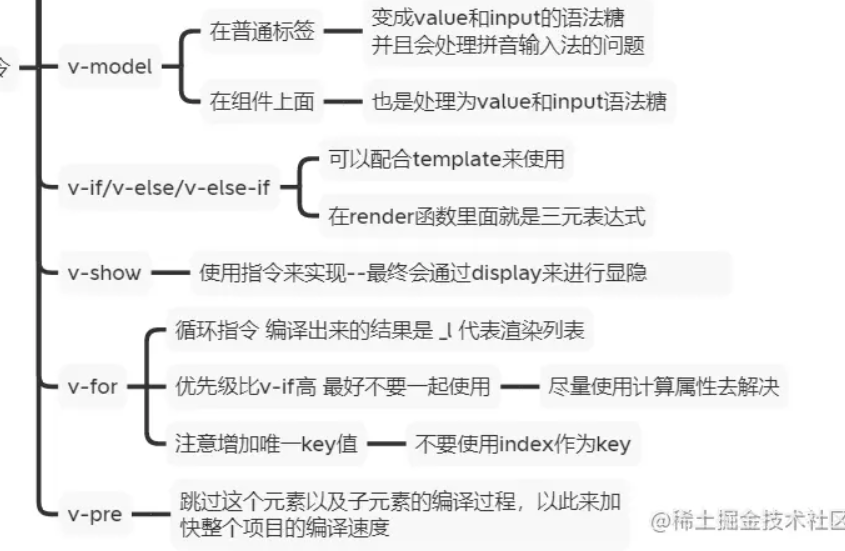 令
v-model
在普通标签
变成value和input的语法糖
并且会处理拼音输入法的问题
在组件上面
也是处理为value和input语法糖
v-if/v-else/v-else-if
可以配合template来使用
在render函数里面就是三元表达式
v-show
使用指令来实现--最终会通过display来进行显隐
v-for
循环指令 编译出来的结果是 _l 代表渲染列表
优先级比v-if高 最好不要一起使用
尽量使用计算属性去解决
注意增加唯一key值
不要使用index作为key
v-pre
跳过这个元素以及子元素的编译过程，以此来加
快整个项目的编译速度
@稀土掘金技术社区